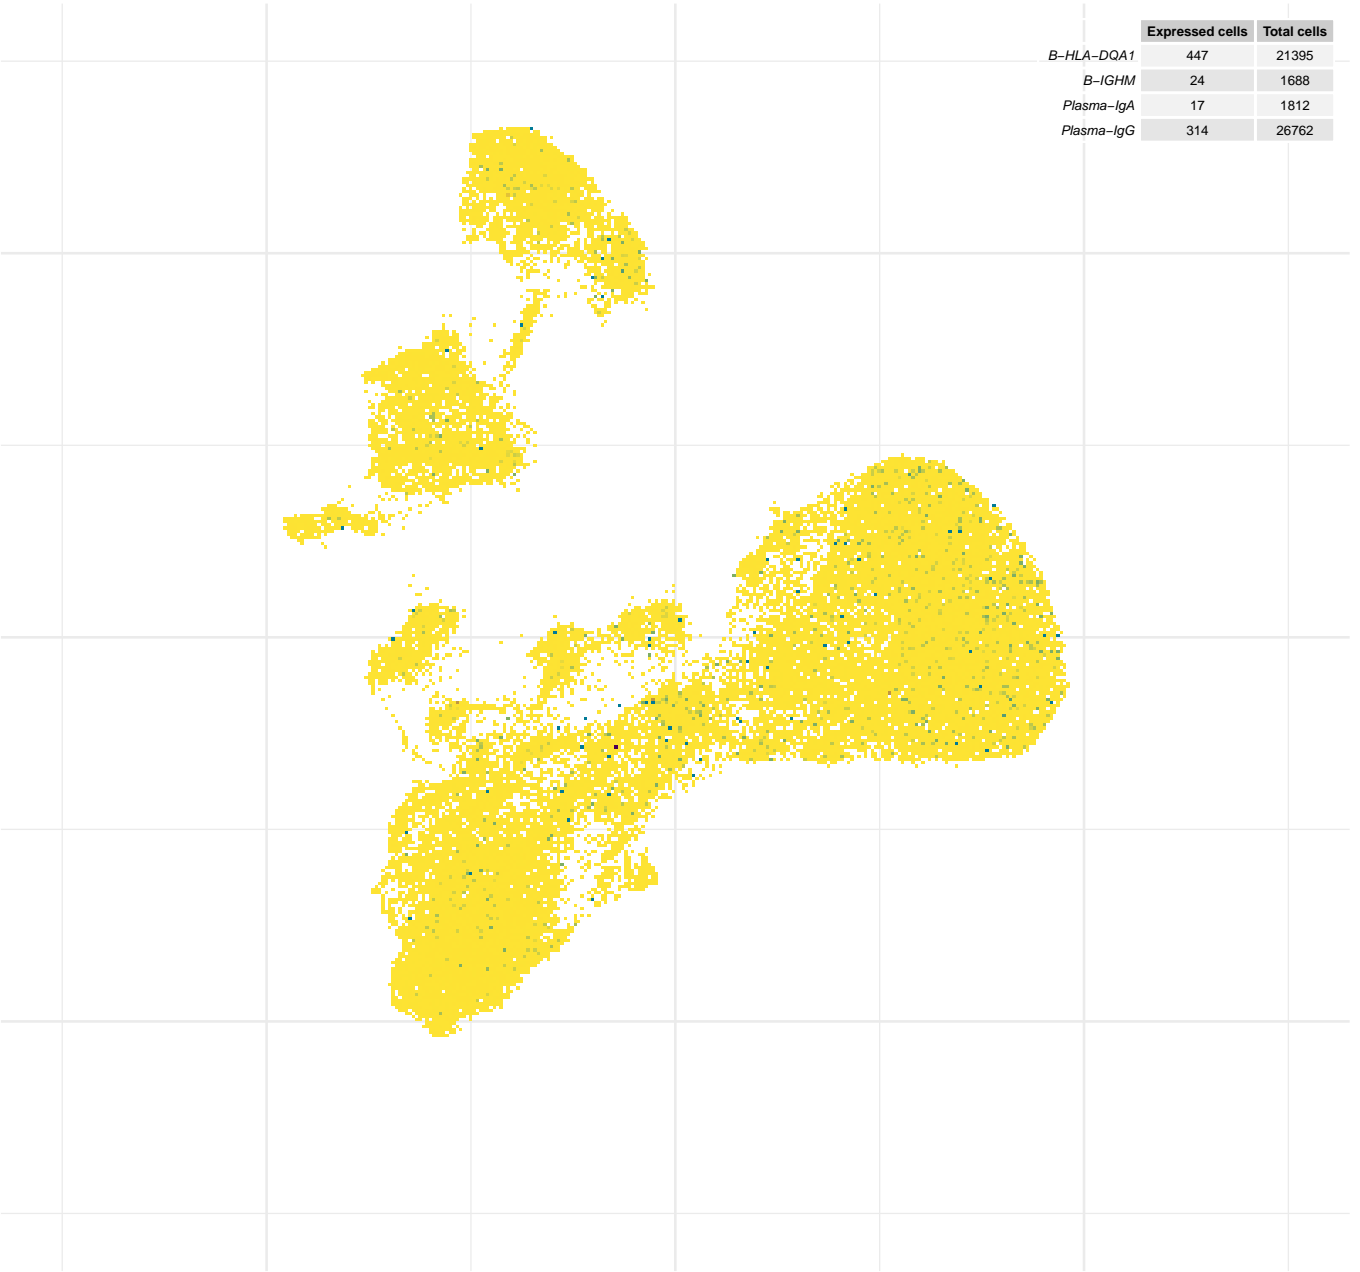 Expressed cells Total cells
B−HLA−DQA1 447 21395
B−IGHM 24 1688
Plasma−IgA 17 1812
Plasma−IgG 314 26762